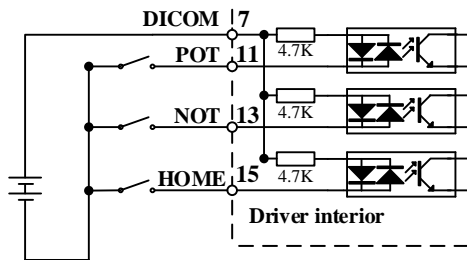 DICOM 7
4.7K
POT 11
NOT 13
4.7K
HOME 15
4.7K
Driver interior